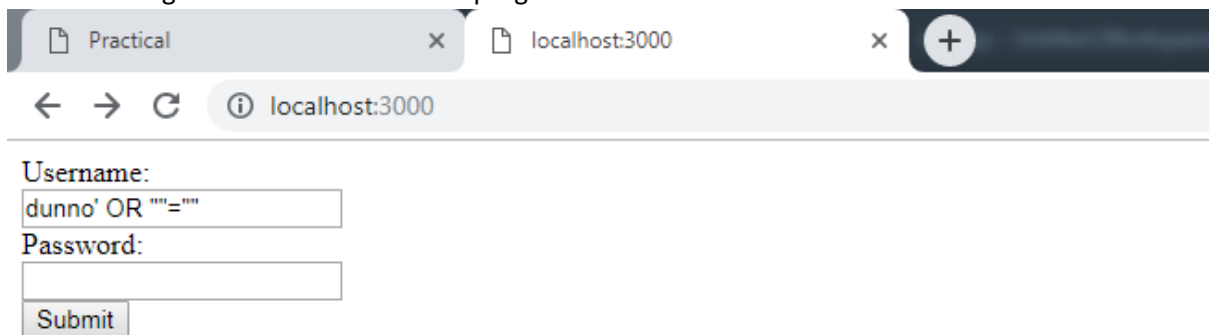 Practical
localhost:3000
localhost:3000
Username:
dunno' OR ""=""
Password:
Submit